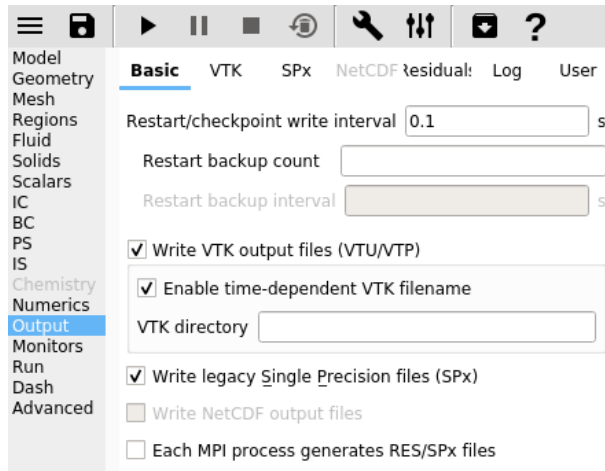 ?
Model
Geometry
Mesh
Regions
Fluid
Solids
Scalars
IC
BC
PS
IS
Chemistry
Numerics
Output
Monitors
Run
Dash
Advanced
Basic VTK SPx NetCDF Residuals Log User
Restart/checkpoint write interval 0.1 s
Restart backup count
Restart backup interval s
Write VTK output files (VTU/VTP)
Enable time-dependent VTK filename
VTK directory
Write legacy Single Precision files (SPx)
Write NetCDF output files
Each MPI process generates RES/SPx files